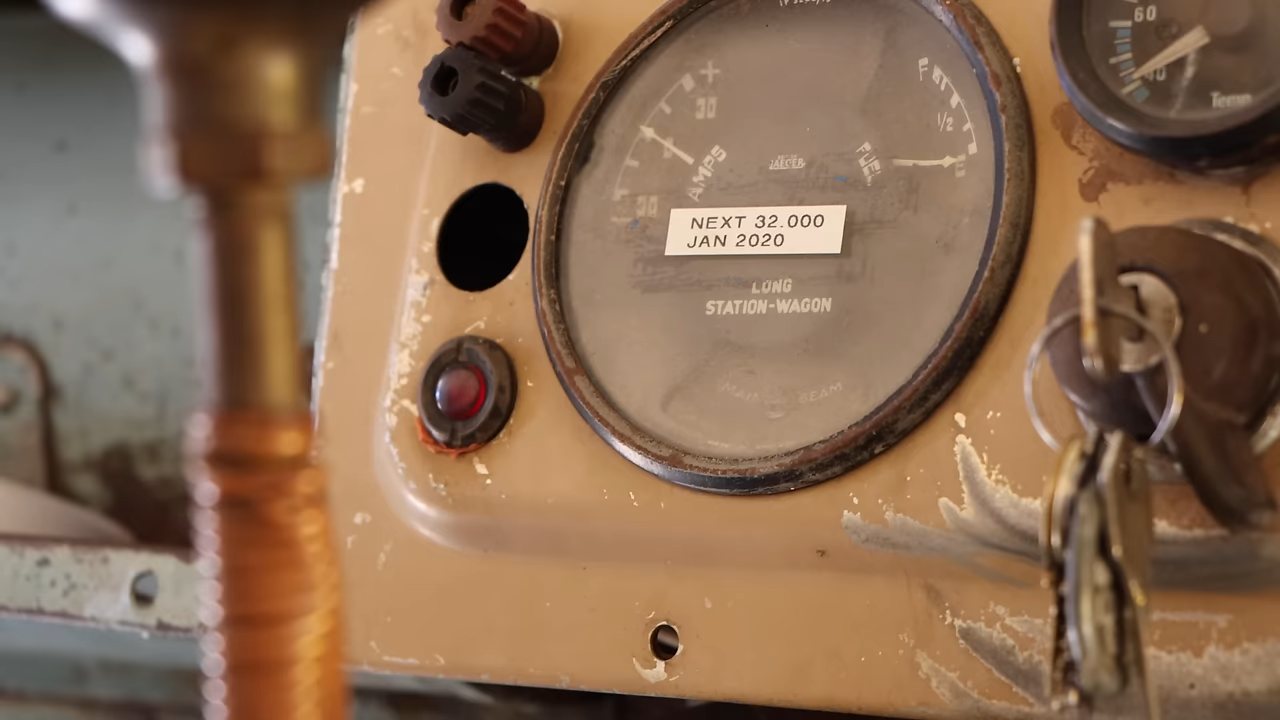 60
40
Temp
+
30
F
1/2
AMPS
JAEGER
FUEL
30
NEXT 32.000
JAN 2020
LONG
STATION-WAGON
MAIN BEAM